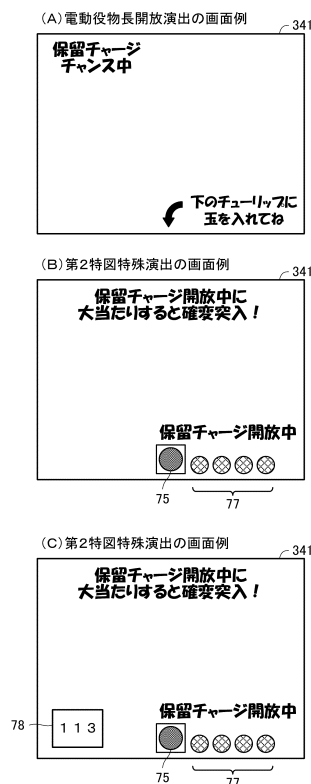 (A)電動役物長開放演出の画面例
341
保留チャージ
チャンス中
下のチューリップに
玉を入れてね
(B)第2特図特殊演出の画面例
341
保留チャージ開放中に
大当たりすると確変突入！
保留チャージ開放中
75
77
(C)第2特図特殊演出の画面例
341
保留チャージ開放中に
大当たりすると確変突入！
保留チャージ開放中
78
113
75
77